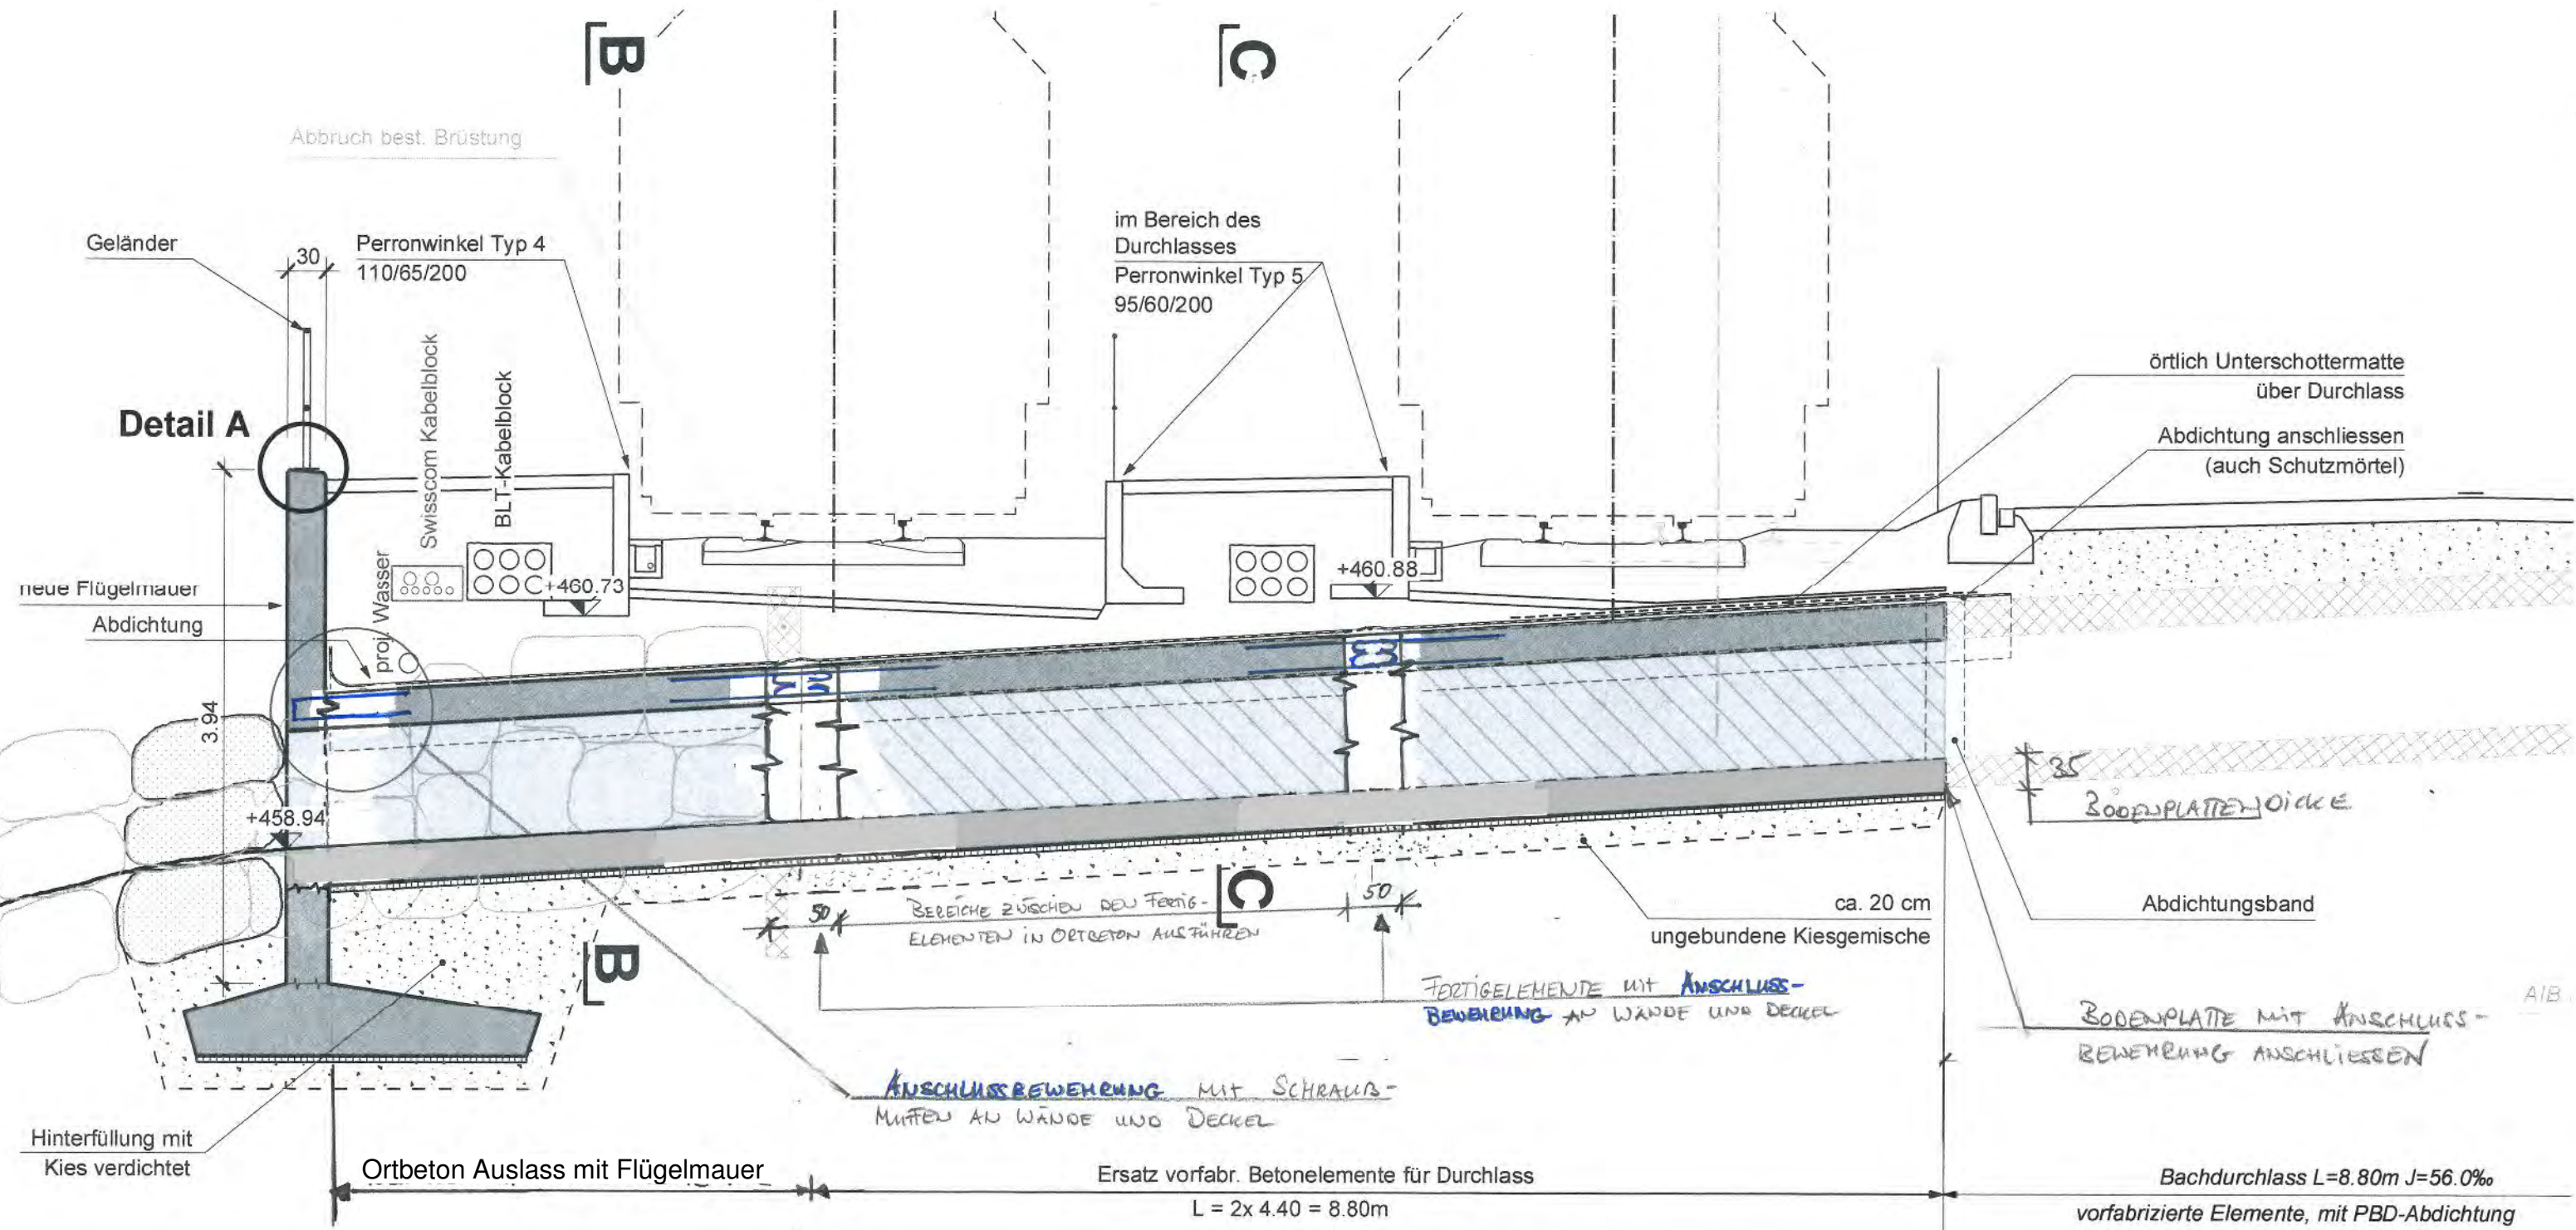 B
C
Abbruch best. Brüstung
Geländer
30
Perronwinkel Typ 4
110/65/200
im Bereich des
Durchlasses
Perronwinkel Typ 5
95/60/200
Detail A
Swisscom Kabelblock
BLT-Kabelblock
örtlich Unterschottermatte
über Durchlass
Abdichtung anschliessen
(auch Schutzmörtel)
neue Flügelmauer
Abdichtung
proj. Wasser
+460.73
+460.88
3.94
+458.94
35
BODENPLATTENDICKE
50
BEREICHE ZWISCHEN DEN FERTIG-
ELEMENTEN IN ORTBETON AUSFÜHREN
C
50
ca. 20 cm
ungebundene Kiesgemische
Abdichtungsband
B
FERTIGELEMENTE MIT ANSCHLUSS-
BEWEHRUNG AN WÄNDE UND DECKEL
A1B
BODENPLATTE MIT ANSCHLUSS-
BEWEHRUNG ANSCHLIESSEN
ANSCHLUSSBEWEHRUNG MIT SCHRAUB-
MUFFEN AN WÄNDE UND DECKEL
Hinterfüllung mit
Kies verdichtet
Ortbeton Auslass mit Flügelmauer
Ersatz vorfabr. Betonelemente für Durchlass
L = 2x 4.40 = 8.80m
Bachdurchlass L=8.80m J=56.0‰
vorfabrizierte Elemente, mit PBD-Abdichtung